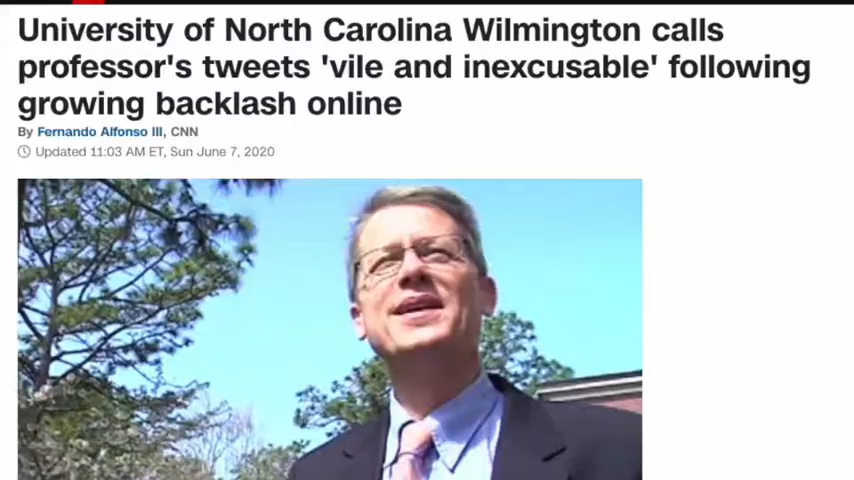 University of North Carolina Wilmington calls
professor's tweets 'vile and inexcusable' following
growing backlash online
By Fernando Alfonso III, CNN
Updated 11:03 AM ET, Sun June 7, 2020